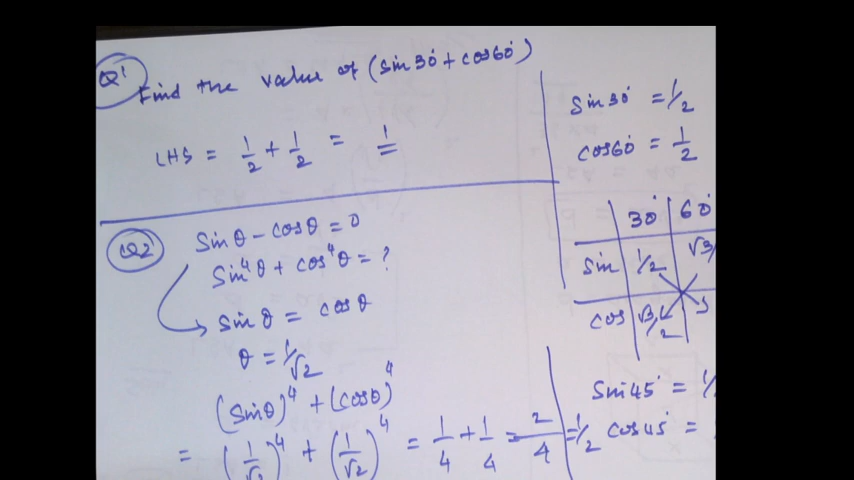 Q1
Find the value of (sin 30° + cos 60°)
LHS = 1/2 + 1/2 = 1
sin 30° = 1/2
cos 60° = 1/2
30° 60°
sin 1/2 √3/
cos √3/2
Q2
sin θ - cos θ = 0
sin⁴θ + cos⁴θ = ?
sin θ = cos θ
θ = 1/√2
(sin θ)⁴ + (cos θ)⁴
= (1/√2)⁴ + (1/√2)⁴ = 1/4 + 1/4 = 2/4 = 1/2
sin 45° = 1/
cos 45° =